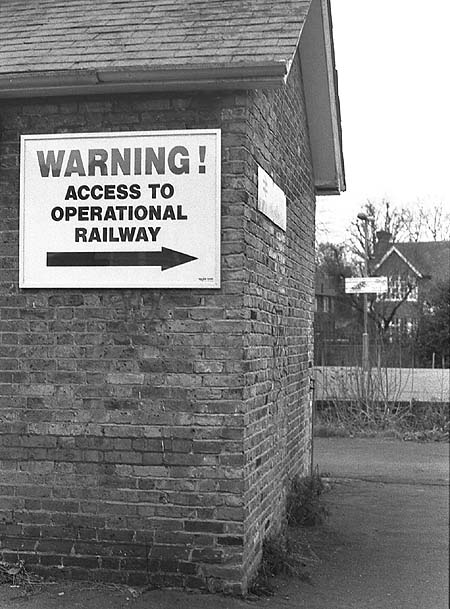 WARNING!
ACCESS TO
OPERATIONAL
RAILWAY